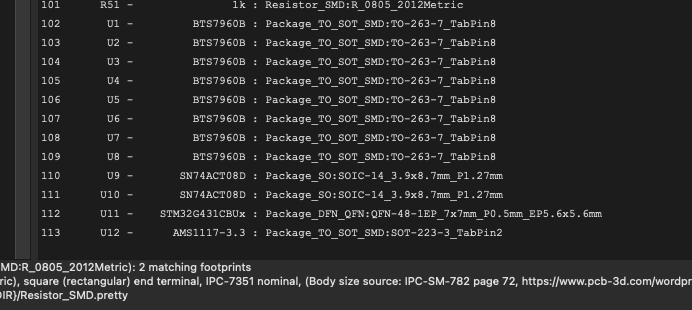 101 R51 - 1k : Resistor_SMD:R_0805_2012Metric
102 U1 - BTS7960B : Package_TO_SOT_SMD:TO-263-7_TabPin8
103 U2 - BTS7960B : Package_TO_SOT_SMD:TO-263-7_TabPin8
104 U3 - BTS7960B : Package_TO_SOT_SMD:TO-263-7_TabPin8
105 U4 - BTS7960B : Package_TO_SOT_SMD:TO-263-7_TabPin8
106 U5 - BTS7960B : Package_TO_SOT_SMD:TO-263-7_TabPin8
107 U6 - BTS7960B : Package_TO_SOT_SMD:TO-263-7_TabPin8
108 U7 - BTS7960B : Package_TO_SOT_SMD:TO-263-7_TabPin8
109 U8 - BTS7960B : Package_TO_SOT_SMD:TO-263-7_TabPin8
110 U9 - SN74ACT08D : Package_SO:SOIC-14_3.9x8.7mm_P1.27mm
111 U10 - SN74ACT08D : Package_SO:SOIC-14_3.9x8.7mm_P1.27mm
112 U11 - STM32G431CBUx : Package_DFN_QFN:QFN-48-1EP_7x7mm_P0.5mm_EP5.6x5.6mm
113 U12 - AMS1117-3.3 : Package_TO_SOT_SMD:SOT-223-3_TabPin2
MD:R_0805_2012Metric): 2 matching footprints
ric), square (rectangular) end terminal, IPC-7351 nominal, (Body size source: IPC-SM-782 page 72, https://www.pcb-3d.com/wordpr
DIR}/Resistor_SMD.pretty